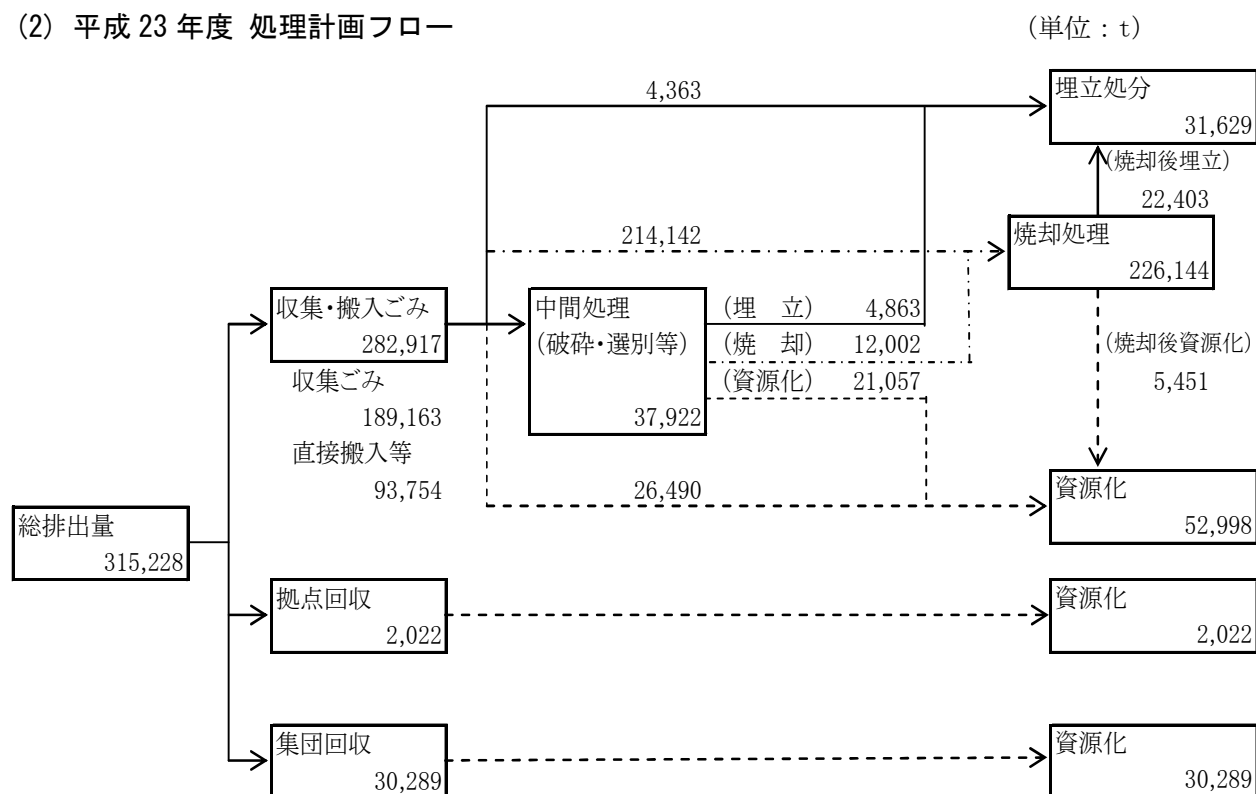 (2) 平成 23 年度 処理計画フロー
(単位：t)
4,363
埋立処分
31,629
(焼却後埋立)
22,403
214,142
焼却処理
226,144
収集・搬入ごみ
282,917
中間処理
(破砕・選別等)
37,922
(埋 立) 4,863
(焼 却) 12,002
(資源化) 21,057
(焼却後資源化)
5,451
収集ごみ
189,163
直接搬入等
93,754
26,490
資源化
52,998
総排出量
315,228
拠点回収
2,022
資源化
2,022
集団回収
30,289
資源化
30,289